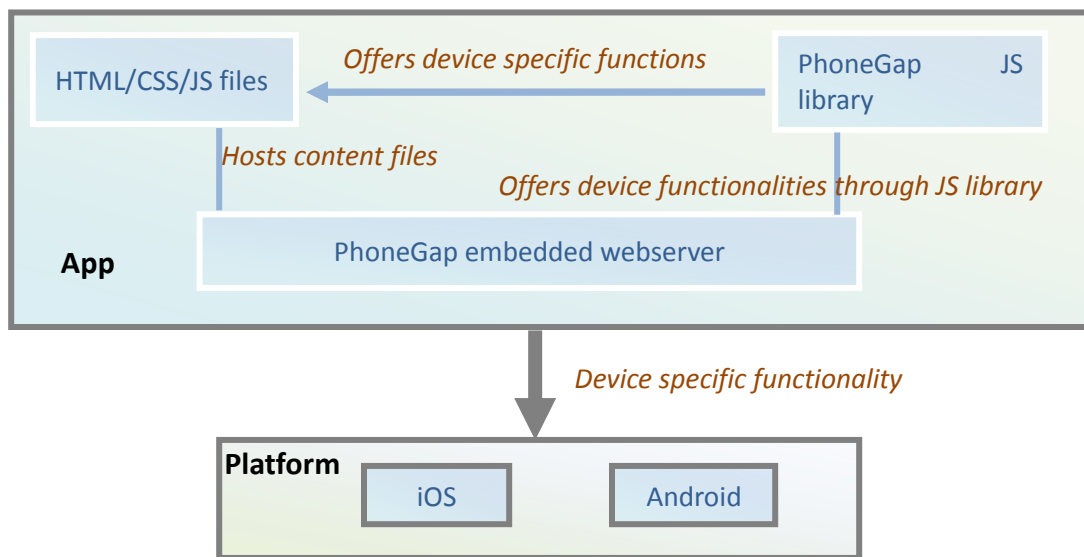 Offers device specific functions
HTML/CSS/JS files
PhoneGap JS
library
Hosts content files
Offers device functionalities through JS library
PhoneGap embedded webserver
App
Device specific functionality
Platform
iOS
Android